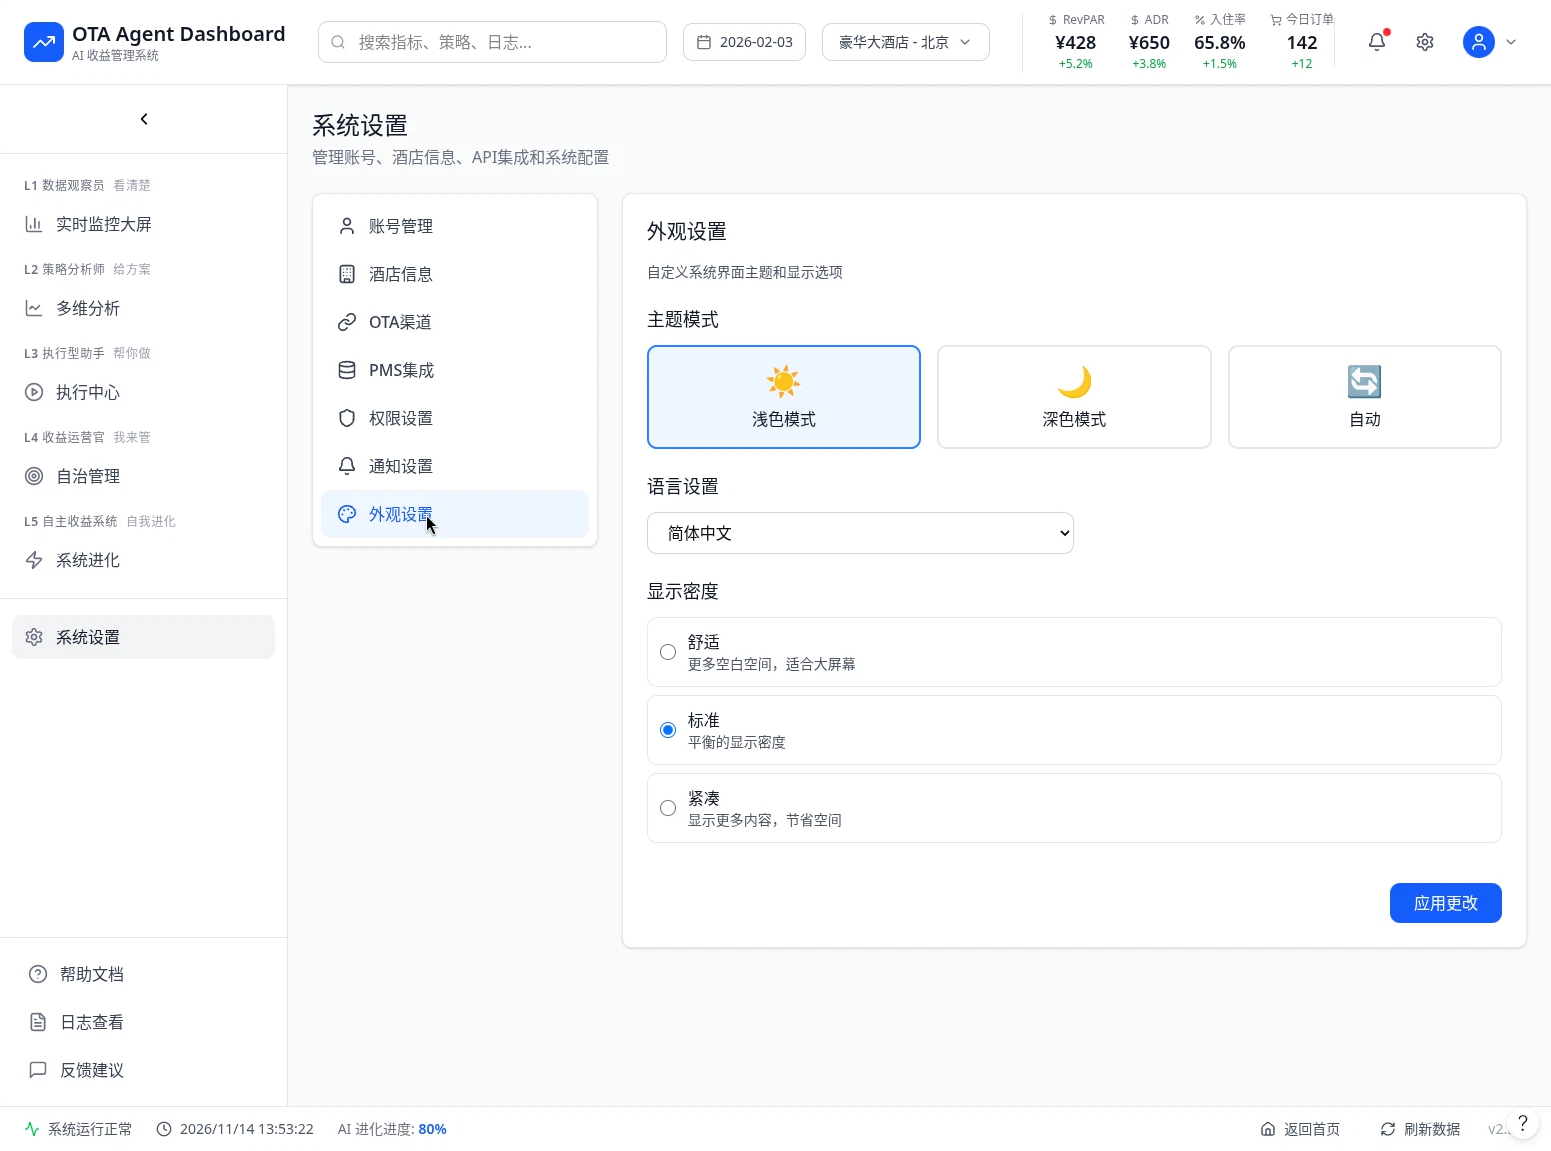 OTA Agent Dashboard
AI 收益管理系统
搜索指标、策略、日志...
2026-02-03
豪华大酒店 - 北京
RevPAR
¥428
+5.2%
ADR
¥650
+3.8%
入住率
65.8%
+1.5%
今日订单
142
+12
L1 数据观察员 看清楚
实时监控大屏
L2 策略分析师 给方案
多维分析
L3 执行型助手 帮你做
执行中心
L4 收益运营官 我来管
自治管理
L5 自主收益系统 自我进化
系统进化
系统设置
帮助文档
日志查看
反馈建议
系统设置
管理账号、酒店信息、API集成和系统配置
账号管理
酒店信息
OTA渠道
PMS集成
权限设置
通知设置
外观设置
外观设置
自定义系统界面主题和显示选项
主题模式
浅色模式
深色模式
自动
语言设置
简体中文
显示密度
舒适
更多空白空间，适合大屏幕
标准
平衡的显示密度
紧凑
显示更多内容，节省空间
应用更改
系统运行正常
2026/11/14 13:53:22
AI 进化进度: 80%
返回首页
刷新数据
?